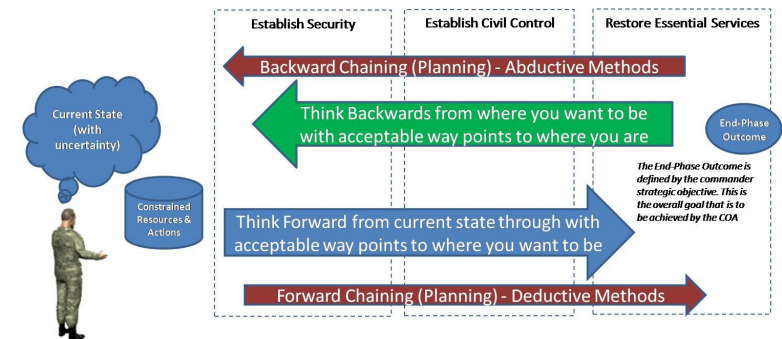 Establish Security
Establish Civil Control
Restore Essential Services
Backward Chaining (Planning) - Abductive Methods
Current State
(with
uncertainty)
Think Backwards from where you want to be
with acceptable way points to where you are
End-Phase
Outcome
The End-Phase Outcome is
defined by the commander
strategic objective. This is
the overall goal that is to
be achieved by the COA
Constrained
Resources &
Actions
Think Forward from current state through with
acceptable way points to where you want to be
Forward Chaining (Planning) - Deductive Methods